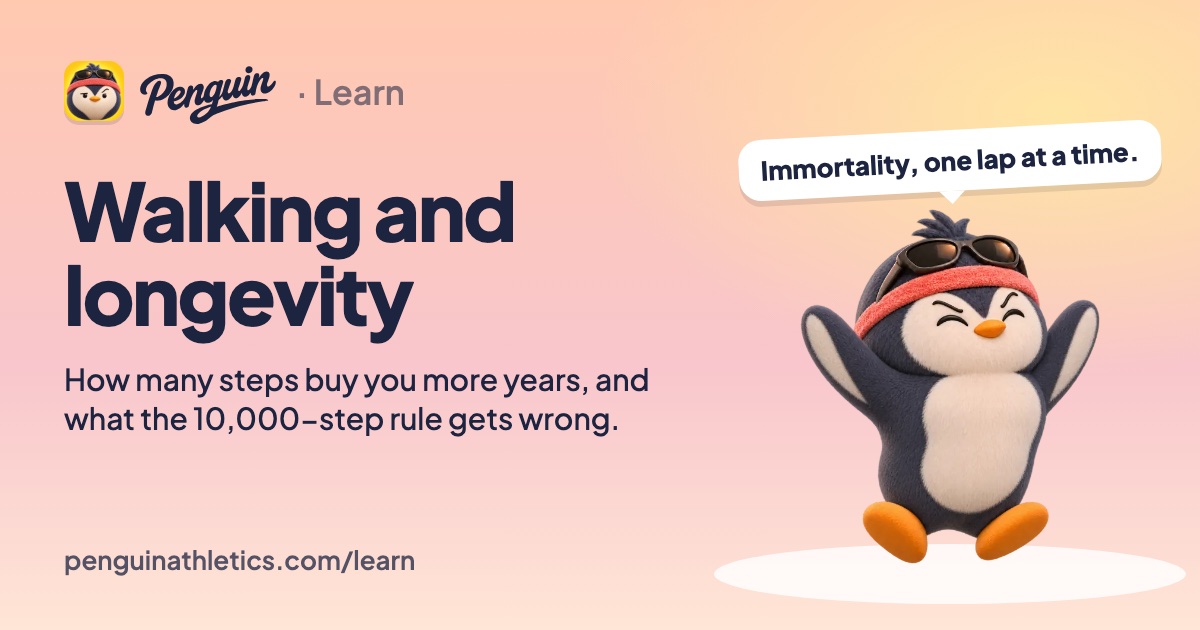 Penguin · Learn
Immortality, one lap at a time.
Walking and
longevity
How many steps buy you more years, and
what the 10,000-step rule gets wrong.
penguinathletics.com/learn